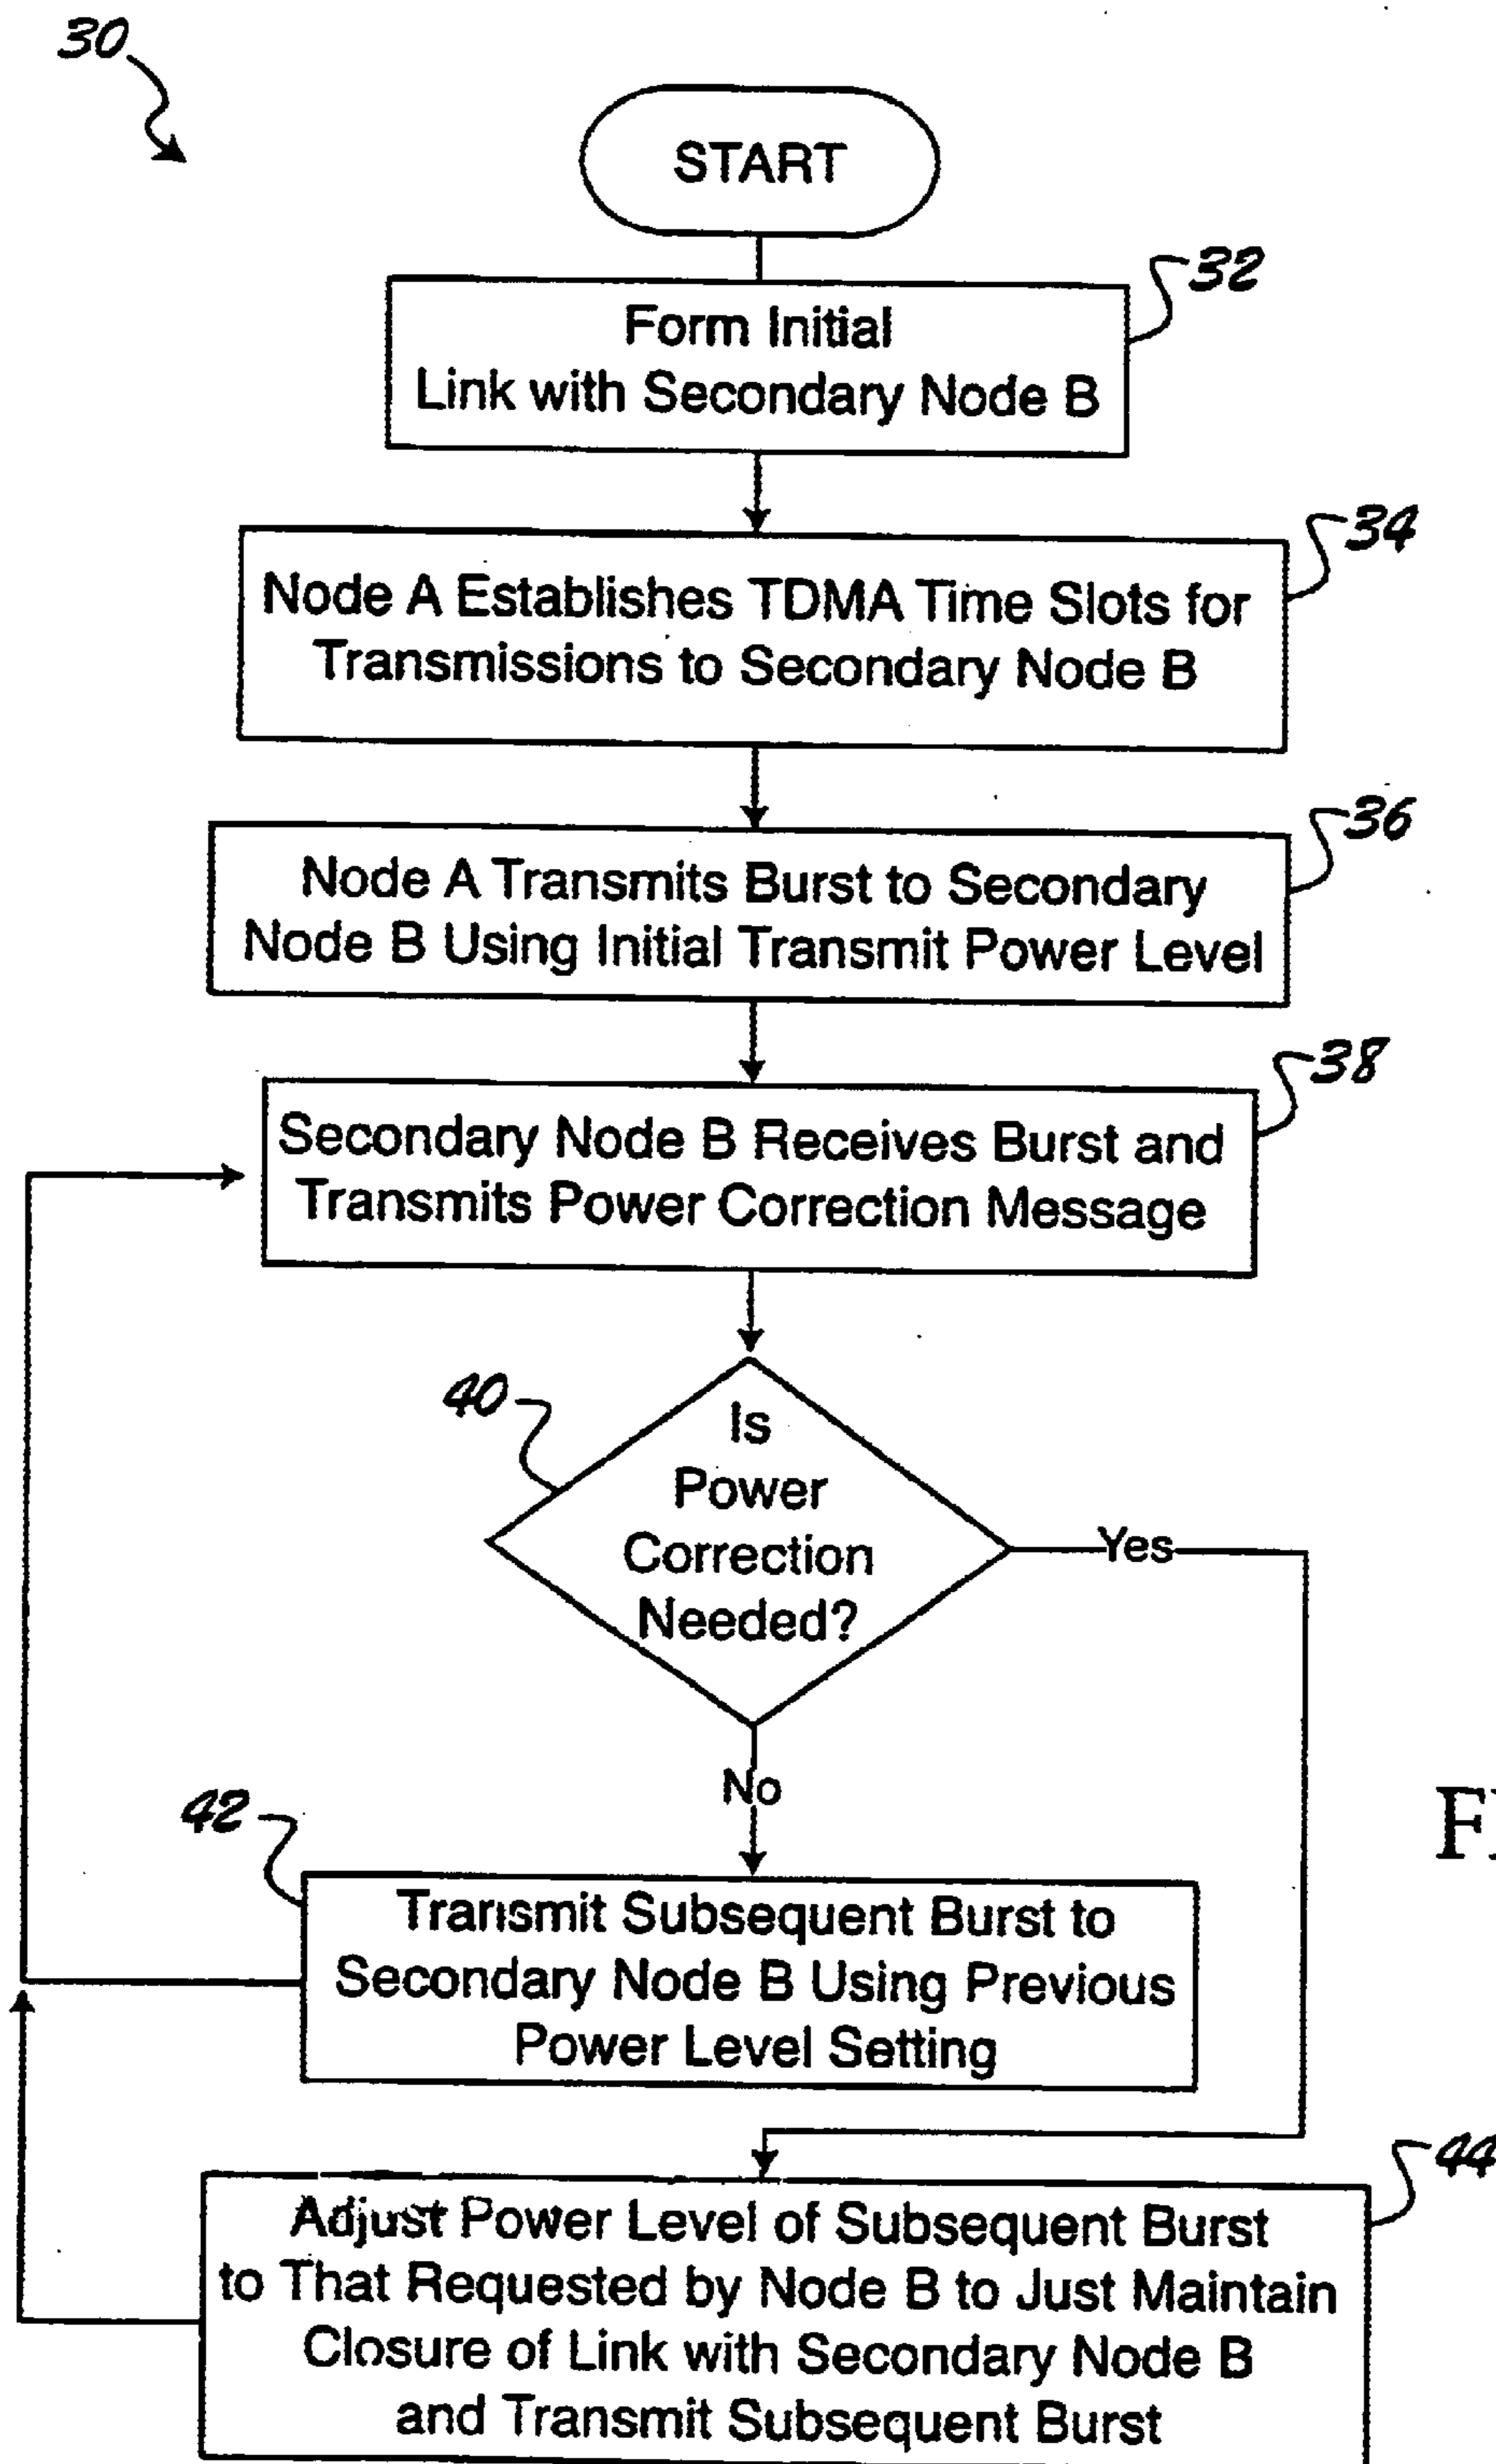 30
START
32
Form Initial
Link with Secondary Node B
34
Node A Establishes TDMA Time Slots for
Transmissions to Secondary Node B
36
Node A Transmits Burst to Secondary
Node B Using Initial Transmit Power Level
38
Secondary Node B Receives Burst and
Transmits Power Correction Message
40
Is
Power
Correction
Needed?
Yes
No
42
Transmit Subsequent Burst to
Secondary Node B Using Previous
Power Level Setting
44
Adjust Power Level of Subsequent Burst
to That Requested by Node B to Just Maintain
Closure of Link with Secondary Node B
and Transmit Subsequent Burst